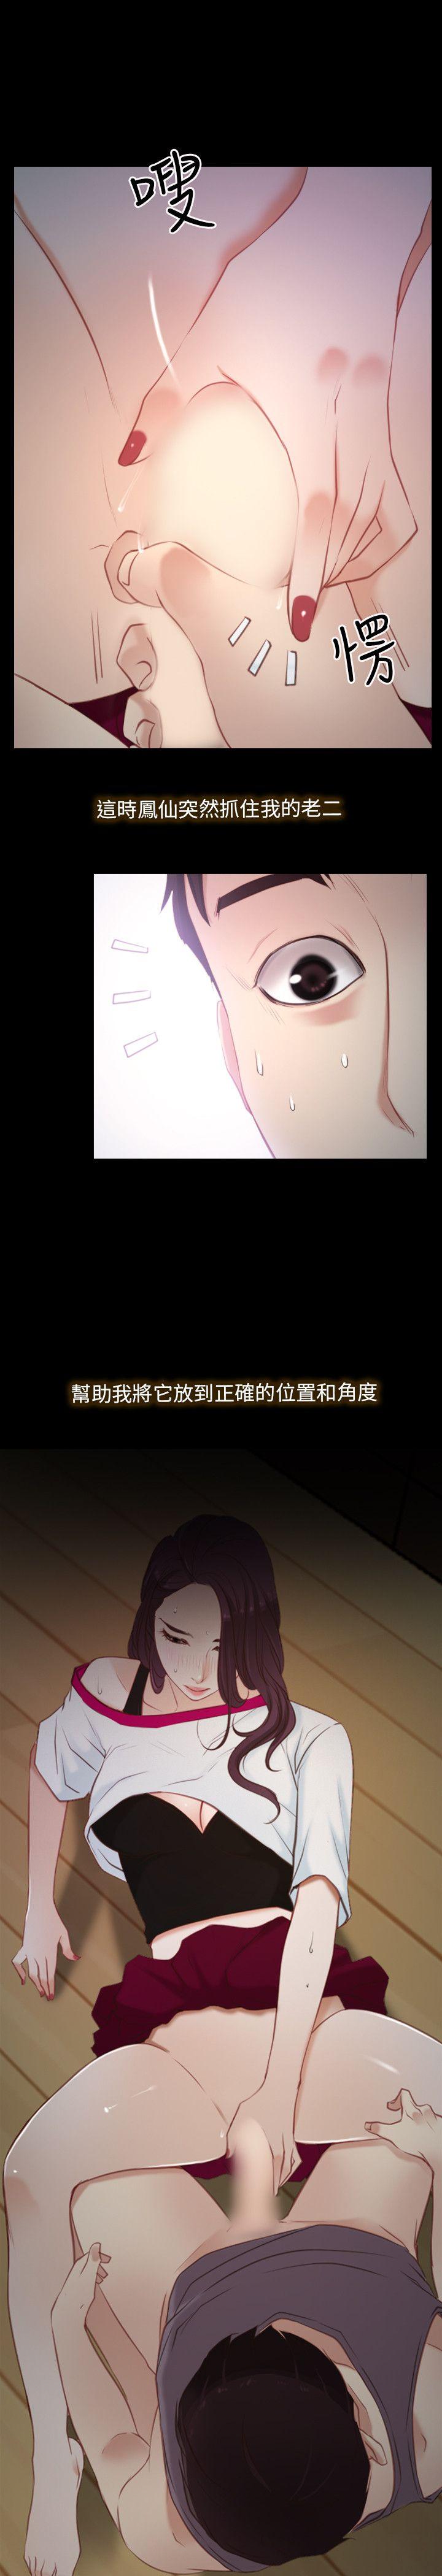 嗖
愣
這時鳳仙突然抓住我的老二
幫助我將它放到正確的位置和角度